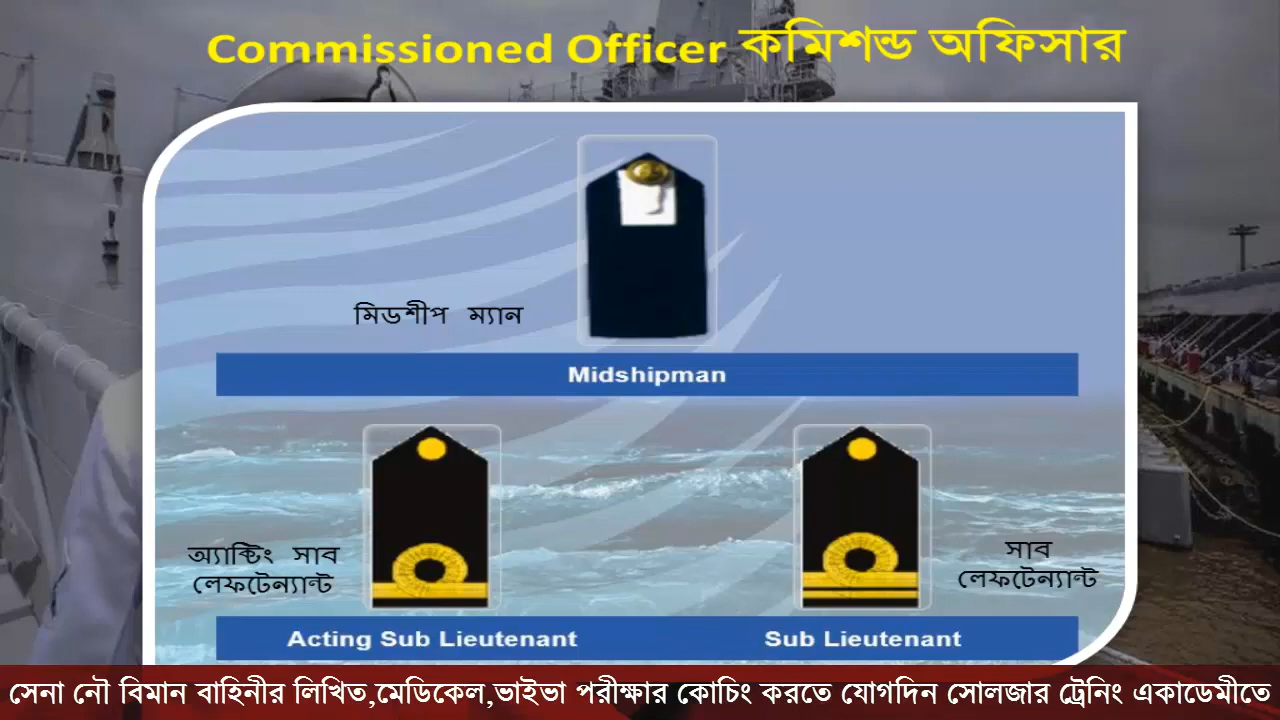 Commissioned Officer কমিশন্ড অফিসার
মিডশীপ ম্যান
Midshipman
অ্যাক্টিং সাব
লেফটেন্যান্ট
সাব
লেফটেন্যান্ট
Acting Sub Lieutenant
Sub Lieutenant
সেনা নৌ বিমান বাহিনীর লিখিত,মেডিকেল,ভাইভা পরীক্ষার কোচিং করতে যোগদিন সোলজার ট্রেনিং একাডেমীতে